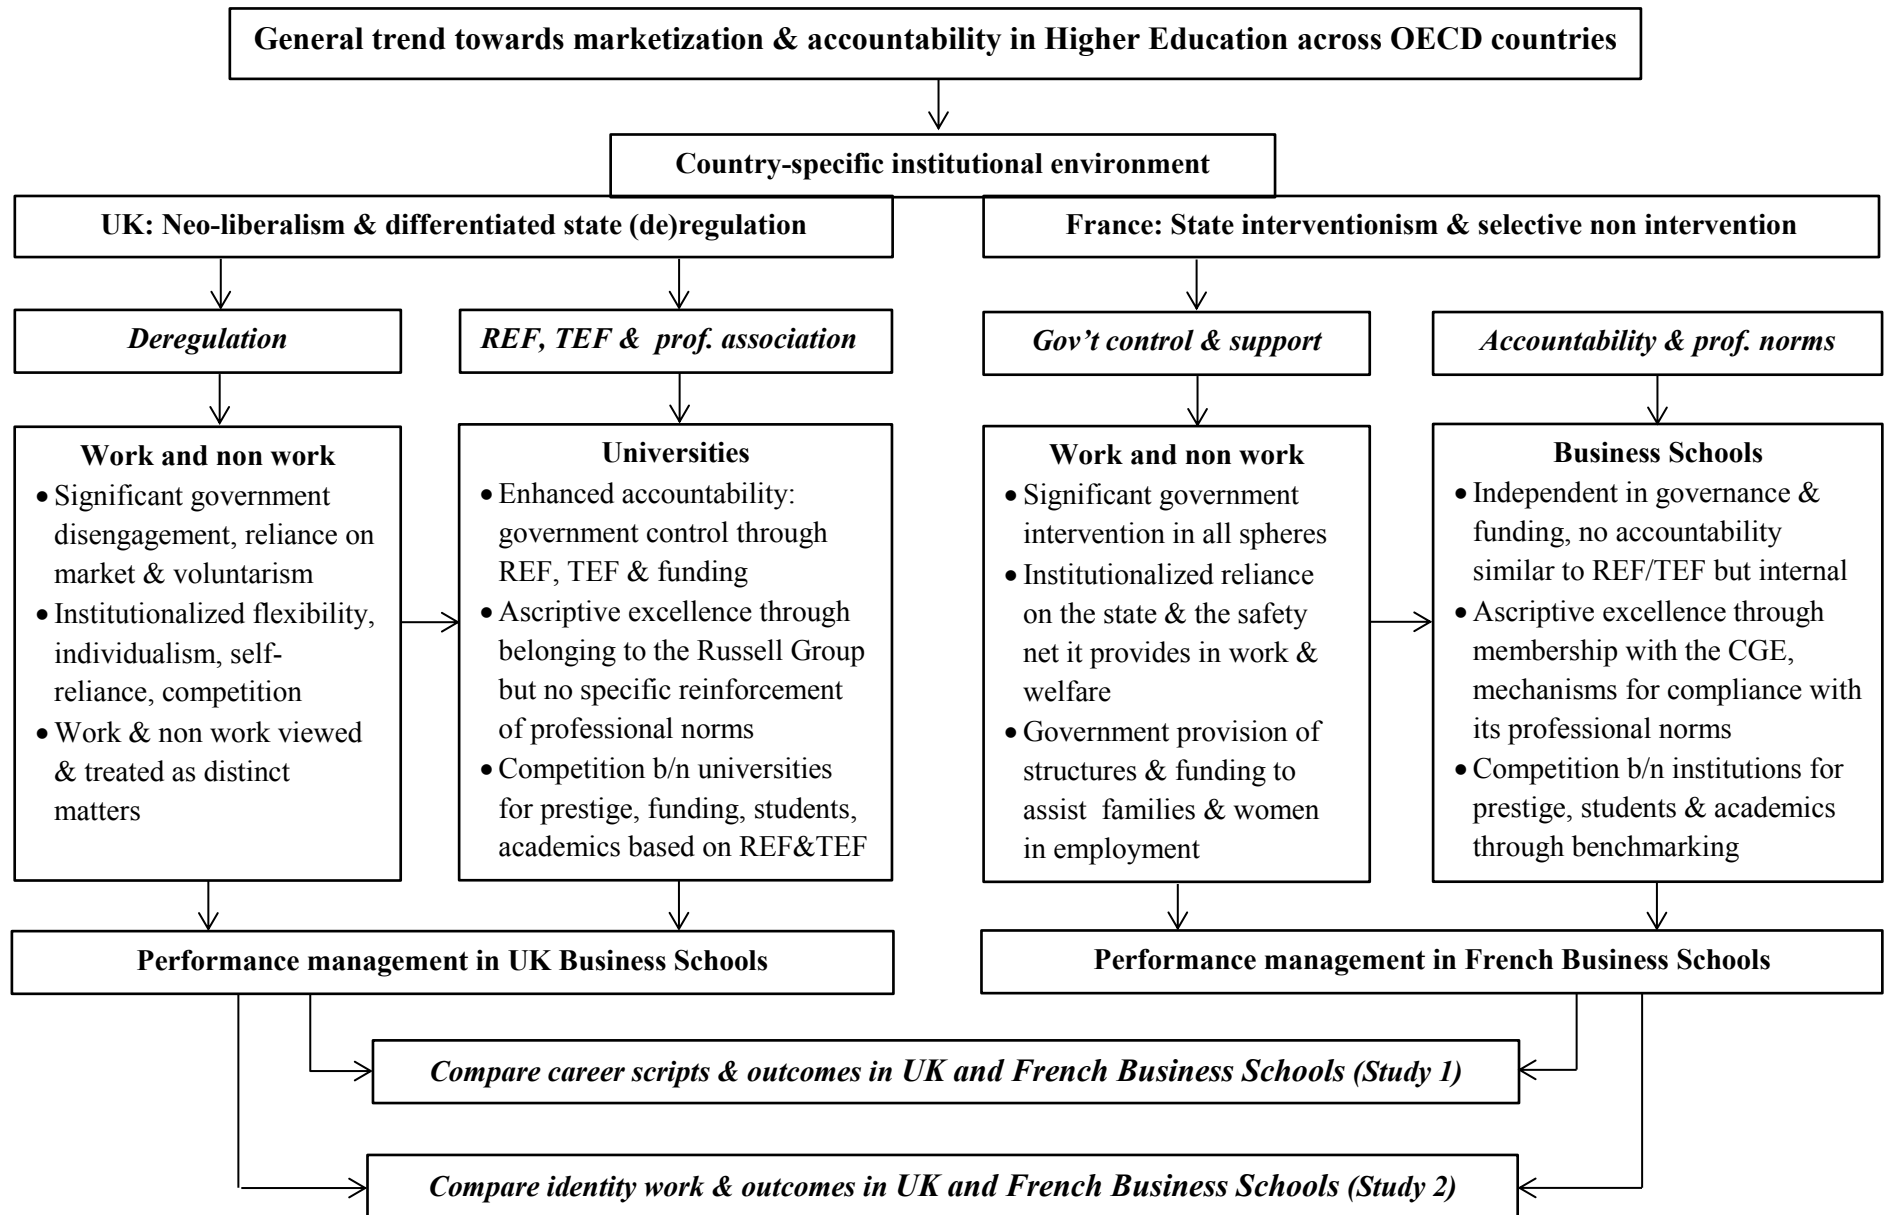 General trend towards marketization & accountability in Higher Education across OECD countries
Country-specific institutional environment
UK: Neo-liberalism & differentiated state (de)regulation
France: State interventionism & selective non intervention
Deregulation
REF, TEF & prof. association
Gov't control & support
Accountability & prof. norms
Work and non work
• Significant government
disengagement, reliance on
market & voluntarism
• Institutionalized flexibility,
individualism, self-
reliance, competition
• Work & non work viewed
& treated as distinct
matters
Universities
• Enhanced accountability:
government control through
REF, TEF & funding
• Ascriptive excellence through
belonging to the Russell Group
but no specific reinforcement
of professional norms
• Competition b/n universities
for prestige, funding, students,
academics based on REF&TEF
Work and non work
• Significant government
intervention in all spheres
• Institutionalized reliance
on the state & the safety
net it provides in work &
welfare
• Government provision of
structures & funding to
assist families & women
in employment
Business Schools
• Independent in governance &
funding, no accountability
similar to REF/TEF but internal
• Ascriptive excellence through
membership with the CGE,
mechanisms for compliance with
its professional norms
• Competition b/n institutions for
prestige, students & academics
through benchmarking
Performance management in UK Business Schools
Performance management in French Business Schools
Compare career scripts & outcomes in UK and French Business Schools (Study 1)
Compare identity work & outcomes in UK and French Business Schools (Study 2)